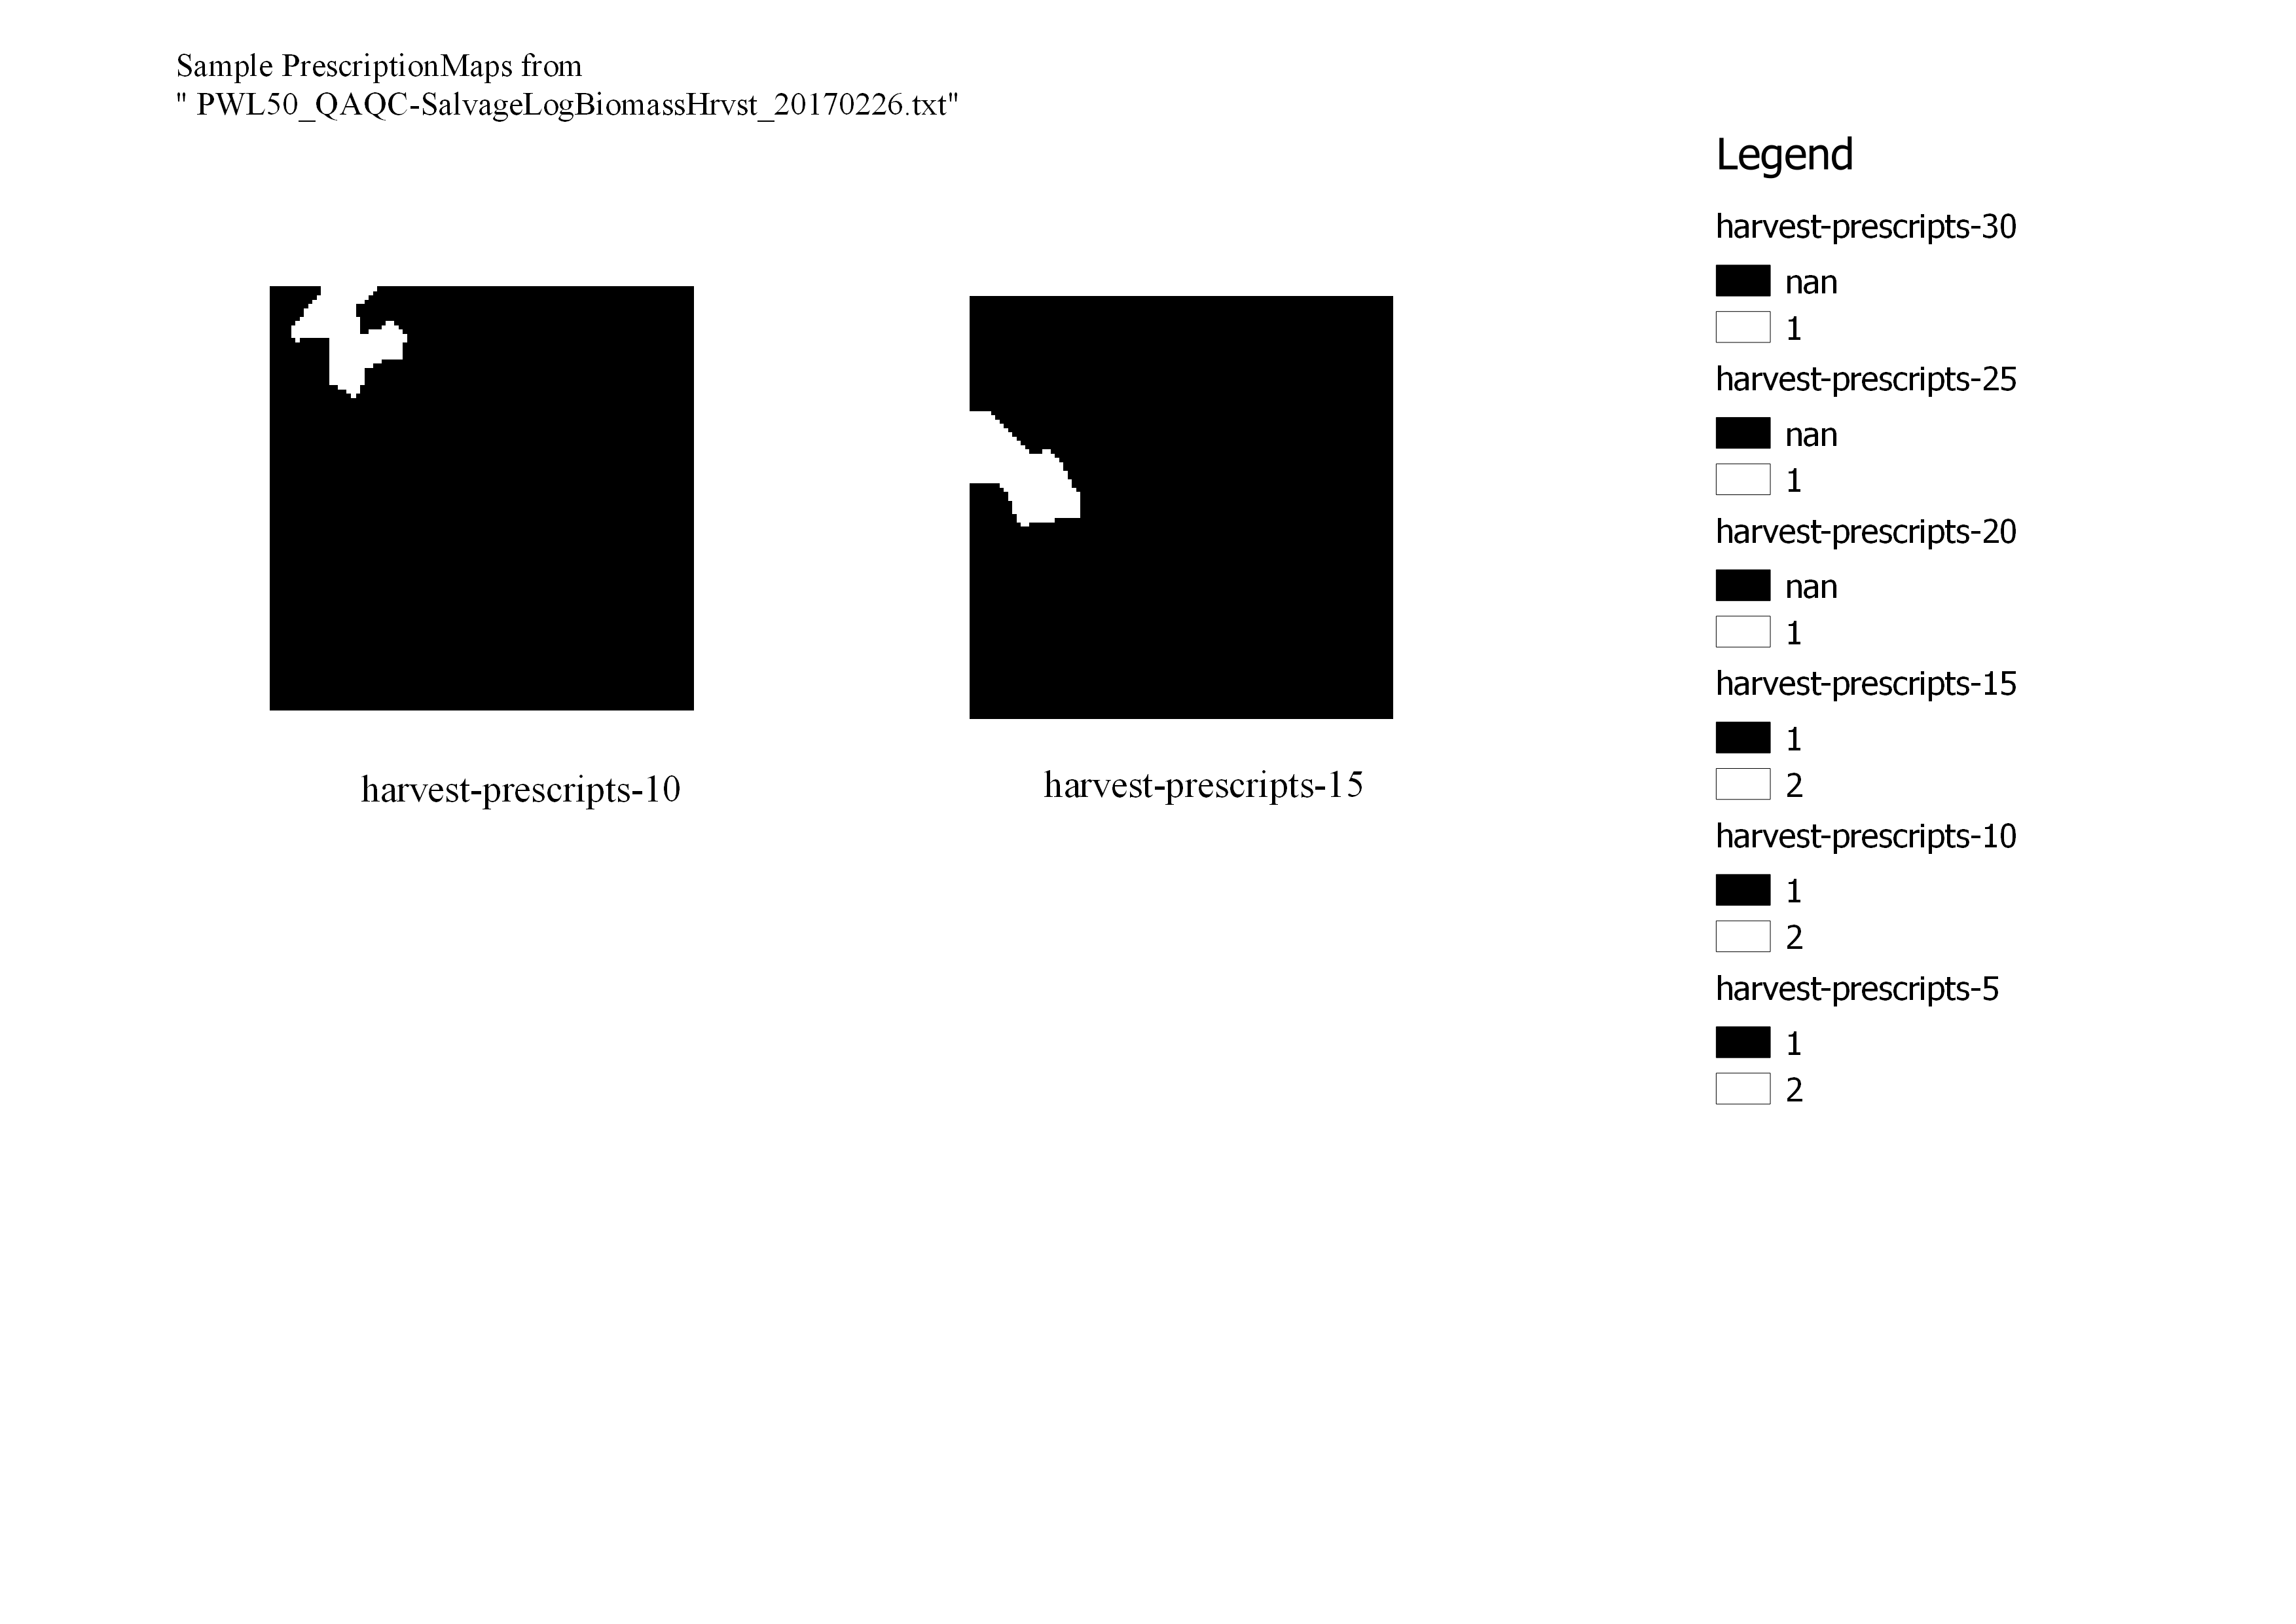 Sample PrescriptionMaps from
" PWL50_QAQC-SalvageLogBiomassHrvst_20170226.txt"
harvest-prescripts-10
harvest-prescripts-15
Legend
harvest-prescripts-30
nan
1
harvest-prescripts-25
nan
1
harvest-prescripts-20
nan
1
harvest-prescripts-15
1
2
harvest-prescripts-10
1
2
harvest-prescripts-5
1
2